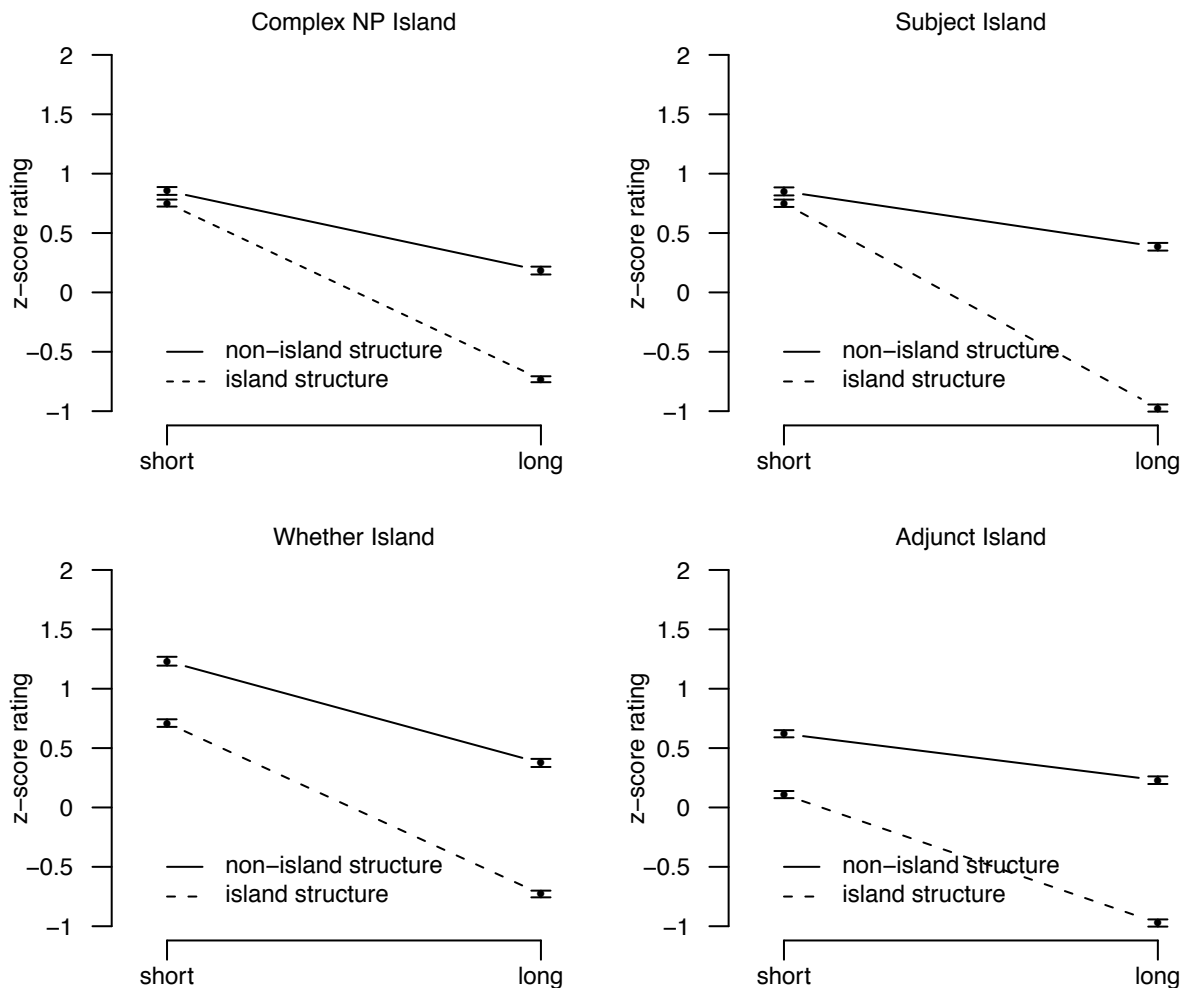 Complex NP Island
2
1.5
1
0.5
0
−0.5
−1
z−score rating
non−island structure
island structure
short long
Subject Island
2
1.5
1
0.5
0
−0.5
−1
z−score rating
non−island structure
island structure
short long
Whether Island
2
1.5
1
0.5
0
−0.5
−1
z−score rating
non−island structure
island structure
short long
Adjunct Island
2
1.5
1
0.5
0
−0.5
−1
z−score rating
non−island structure
island structure
short long